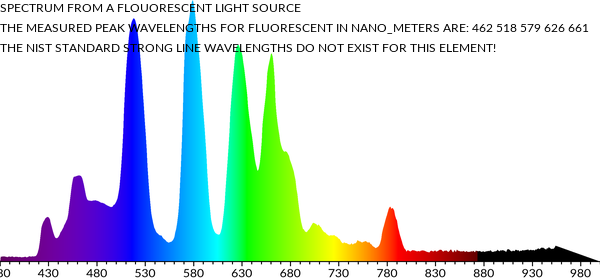 SPECTRUM FROM A FLOUORESCENT LIGHT SOURCE
THE MEASURED PEAK WAVELENGTHS FOR FLUORESCENT IN NANO_METERS ARE: 462 518 579 626 661
THE NIST STANDARD STRONG LINE WAVELENGTHS DO NOT EXIST FOR THIS ELEMENT!
80 430 480 530 580 630 680 730 780 830 880 930 980